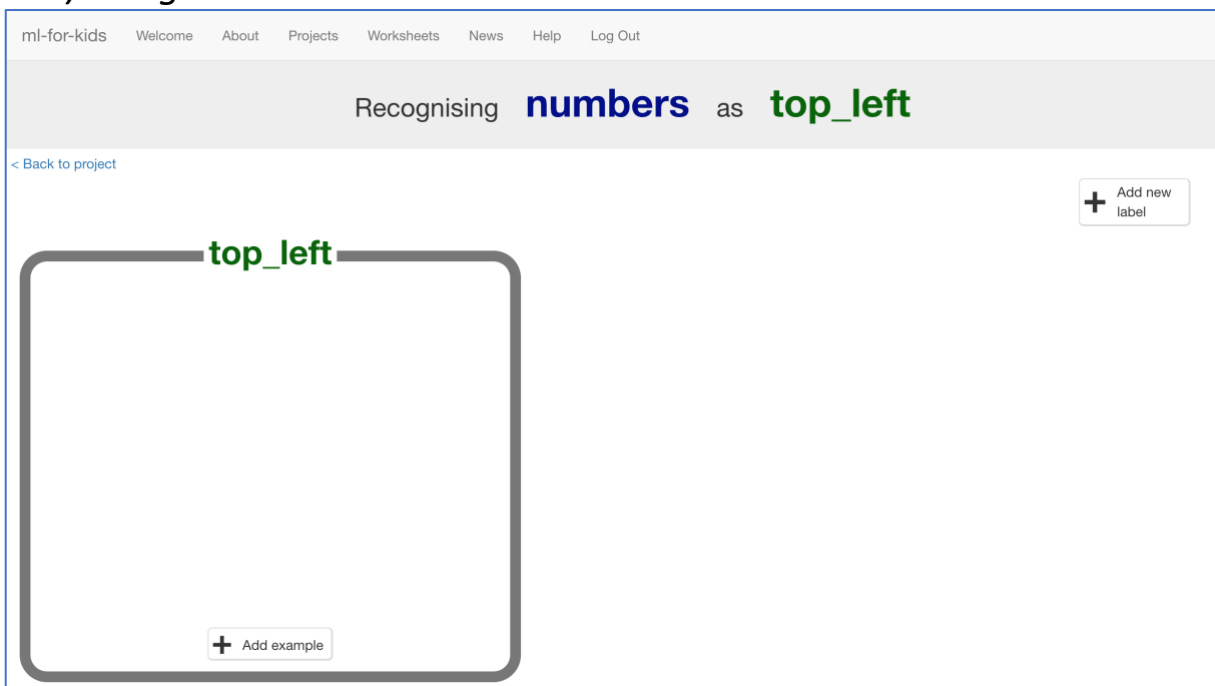 ml-for-kids Welcome About Projects Worksheets News Help Log Out
Recognising numbers as top_left
< Back to project
Add new
label
top_left
Add example